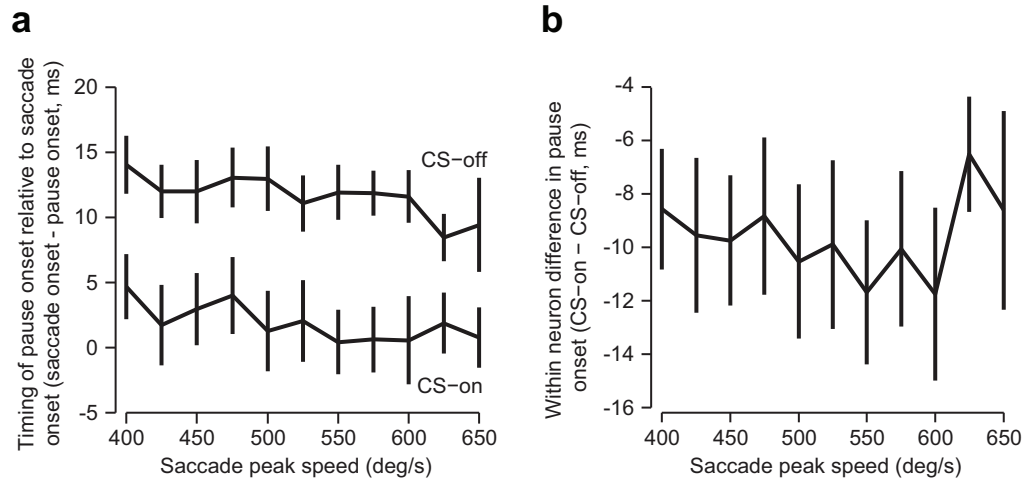 a
Timing of pause onset relative to saccade
onset (saccade onset - pause onset, ms)
20
15
10
5
0
-5
CS−off
CS−on
400 450 500 550 600 650
Saccade peak speed (deg/s)
b
Within neuron difference in pause
onset (CS−on − CS−off, ms)
-4
-6
-8
-10
-12
-14
-16
400 450 500 550 600 650
Saccade peak speed (deg/s)